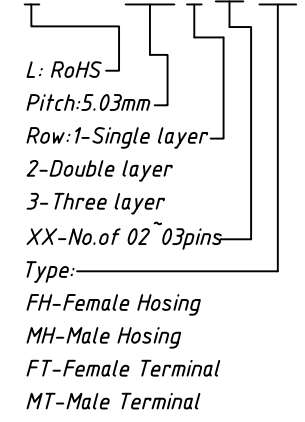 L: RoHS
Pitch:5.03mm
Row:1-Single layer
2-Double layer
3-Three layer
XX-No.of 02~03pins
Type:
FH-Female Hosing
MH-Male Hosing
FT-Female Terminal
MT-Male Terminal